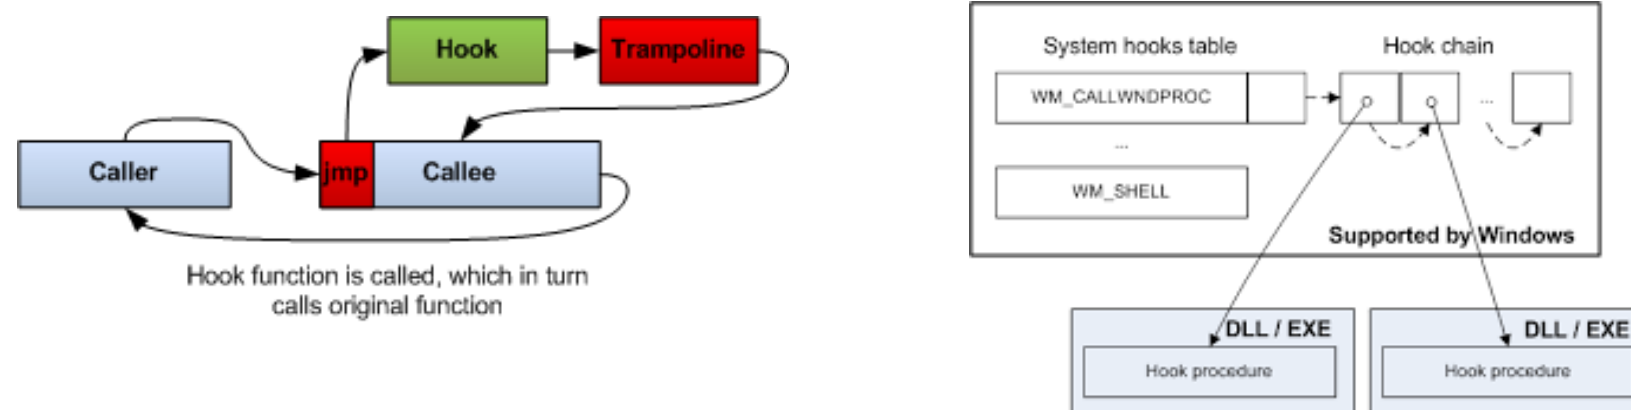 Hook
Trampoline
Caller
jmp
Callee
Hook function is called, which in turn
calls original function
System hooks table
Hook chain
WM_CALLWNDPROC
...
...
WM_SHELL
Supported by Windows
DLL / EXE
Hook procedure
DLL / EXE
Hook procedure